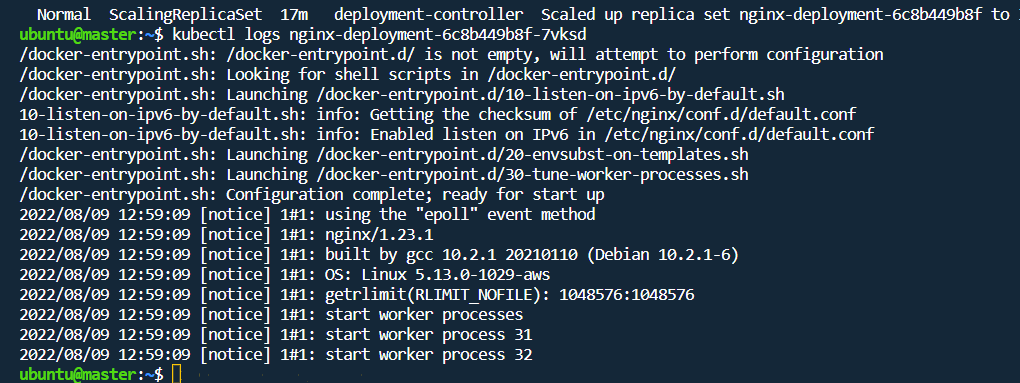 Normal  ScalingReplicaSet  17m   deployment-controller  Scaled up replica set nginx-deployment-6c8b449b8f to
ubuntu@master:~$ kubectl logs nginx-deployment-6c8b449b8f-7vksd
/docker-entrypoint.sh: /docker-entrypoint.d/ is not empty, will attempt to perform configuration
/docker-entrypoint.sh: Looking for shell scripts in /docker-entrypoint.d/
/docker-entrypoint.sh: Launching /docker-entrypoint.d/10-listen-on-ipv6-by-default.sh
10-listen-on-ipv6-by-default.sh: info: Getting the checksum of /etc/nginx/conf.d/default.conf
10-listen-on-ipv6-by-default.sh: info: Enabled listen on IPv6 in /etc/nginx/conf.d/default.conf
/docker-entrypoint.sh: Launching /docker-entrypoint.d/20-envsubst-on-templates.sh
/docker-entrypoint.sh: Launching /docker-entrypoint.d/30-tune-worker-processes.sh
/docker-entrypoint.sh: Configuration complete; ready for start up
2022/08/09 12:59:09 [notice] 1#1: using the "epoll" event method
2022/08/09 12:59:09 [notice] 1#1: nginx/1.23.1
2022/08/09 12:59:09 [notice] 1#1: built by gcc 10.2.1 20210110 (Debian 10.2.1-6)
2022/08/09 12:59:09 [notice] 1#1: OS: Linux 5.13.0-1029-aws
2022/08/09 12:59:09 [notice] 1#1: getrlimit(RLIMIT_NOFILE): 1048576:1048576
2022/08/09 12:59:09 [notice] 1#1: start worker processes
2022/08/09 12:59:09 [notice] 1#1: start worker process 31
2022/08/09 12:59:09 [notice] 1#1: start worker process 32
ubuntu@master:~$